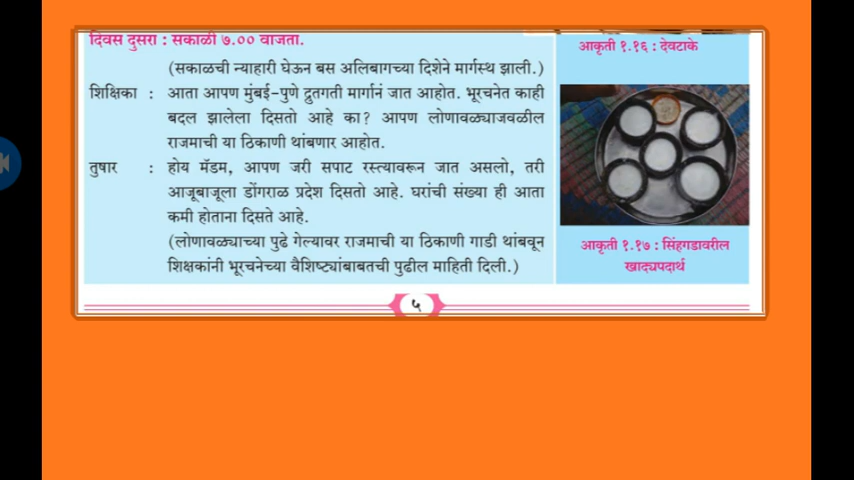 दिवस दुसरा : सकाळी ७.०० वाजता.
(सकाळची न्याहारी घेऊन बस अलिबागच्या दिशेने मार्गस्थ झाली.)
शिक्षिका : आता आपण मुंबई-पुणे द्रुतगती मार्गानं जात आहोत. भूरचनेत काही
बदल झालेला दिसतो आहे का? आपण लोणावळ्याजवळील
राजमाची या ठिकाणी थांबणार आहोत.
तुषार : होय मॅडम, आपण जरी सपाट रस्त्यावरून जात असलो, तरी
आजूबाजूला डोंगराळ प्रदेश दिसतो आहे. घरांची संख्या ही आता
कमी होताना दिसते आहे.
(लोणावळ्याच्या पुढे गेल्यावर राजमाची या ठिकाणी गाडी थांबवून
शिक्षकांनी भूरचनेच्या वैशिष्ट्यांबाबतची पुढील माहिती दिली.)
आकृती १.१६ : देवटाके
आकृती १.१७ : सिंहगडावरील
खाद्यपदार्थ
५